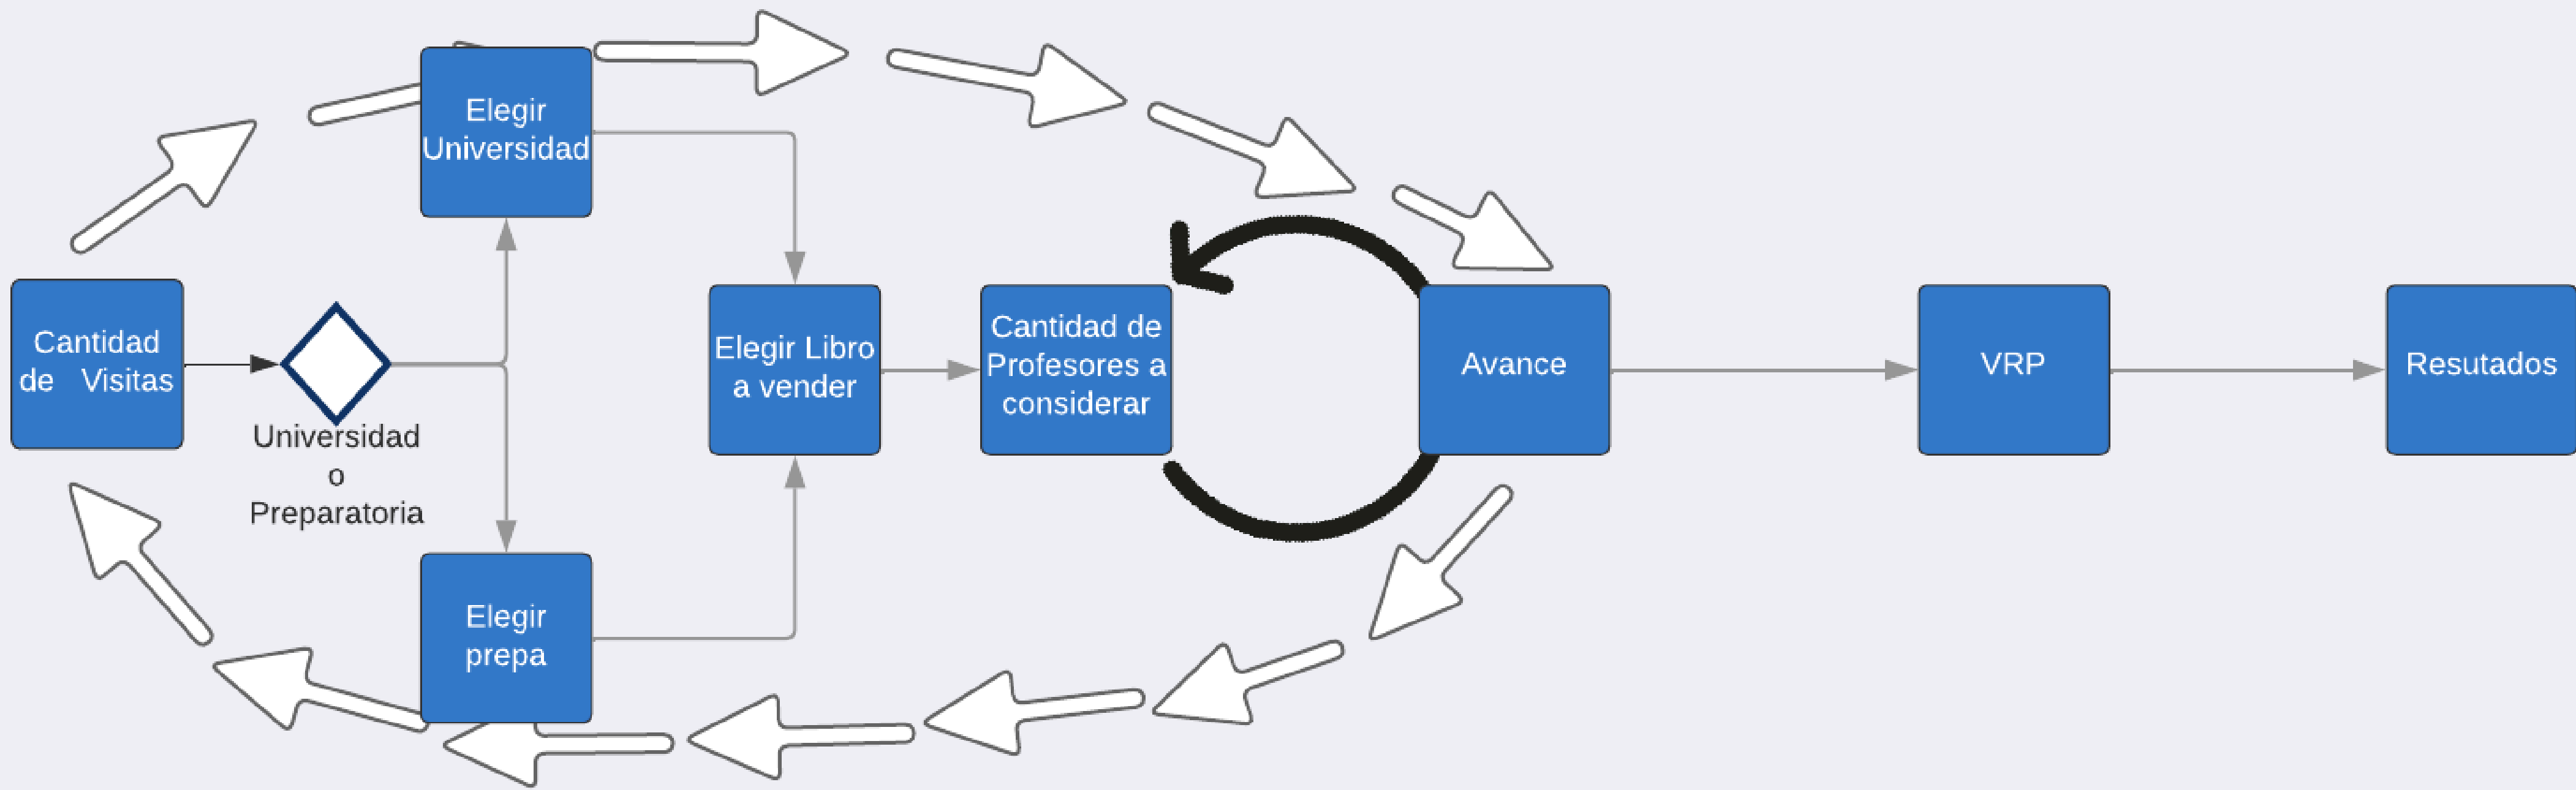 Cantidad
de Visitas
Universidad
o
Preparatoria
Elegir
Universidad
Elegir
prepa
Elegir Libro
a vender
Cantidad de
Profesores a
considerar
Avance
VRP
Resutados